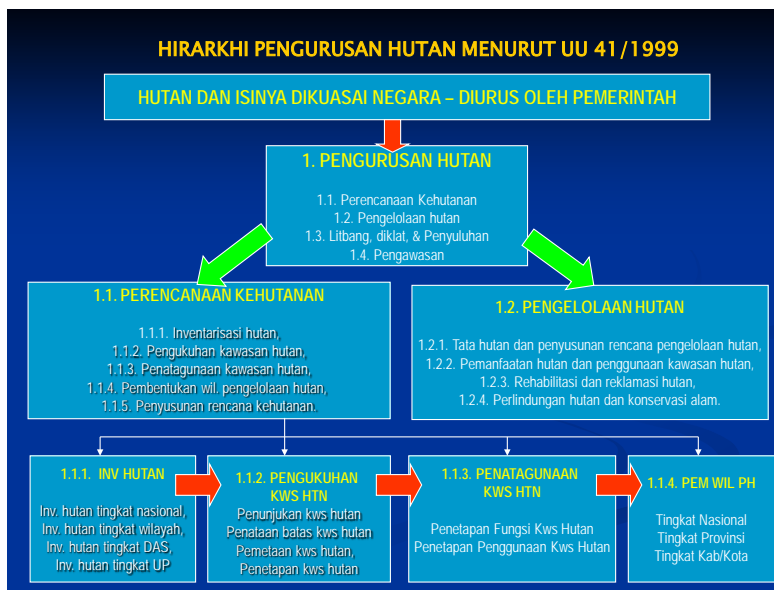 HIRARKHI PENGURUSAN HUTAN MENURUT UU 41/1999
HUTAN DAN ISINYA DIKUASAI NEGARA – DIURUS OLEH PEMERINTAH
1. PENGURUSAN HUTAN
1.1. Perencanaan Kehutanan
1.2. Pengelolaan hutan
1.3. Litbang, diklat, & Penyuluhan
1.4. Pengawasan
1.1. PERENCANAAN KEHUTANAN
1.1.1. Inventarisasi hutan,
1.1.2. Pengukuhan kawasan hutan,
1.1.3. Penatagunaan kawasan hutan,
1.1.4. Pembentukan wil. pengelolaan hutan,
1.1.5. Penyusunan rencana kehutanan.
1.2. PENGELOLAAN HUTAN
1.2.1. Tata hutan dan penyusunan rencana pengelolaan hutan,
1.2.2. Pemanfaatan hutan dan penggunaan kawasan hutan,
1.2.3. Rehabilitasi dan reklamasi hutan,
1.2.4. Perlindungan hutan dan konservasi alam.
1.1.1. INV HUTAN
Inv. hutan tingkat nasional,
Inv. hutan tingkat wilayah,
Inv. hutan tingkat DAS,
Inv. hutan tingkat UP
1.1.2. PENGUKUHAN
KWS HTN
Penunjukan kws hutan
Penataan batas kws hutan
Pemetaan kws hutan,
Penetapan kws hutan
1.1.3. PENATAGUNAAN
KWS HTN
Penetapan Fungsi Kws Hutan
Penetapan Penggunaan Kws Hutan
1.1.4. PEM WIL PH
Tingkat Nasional
Tingkat Provinsi
Tingkat Kab/Kota